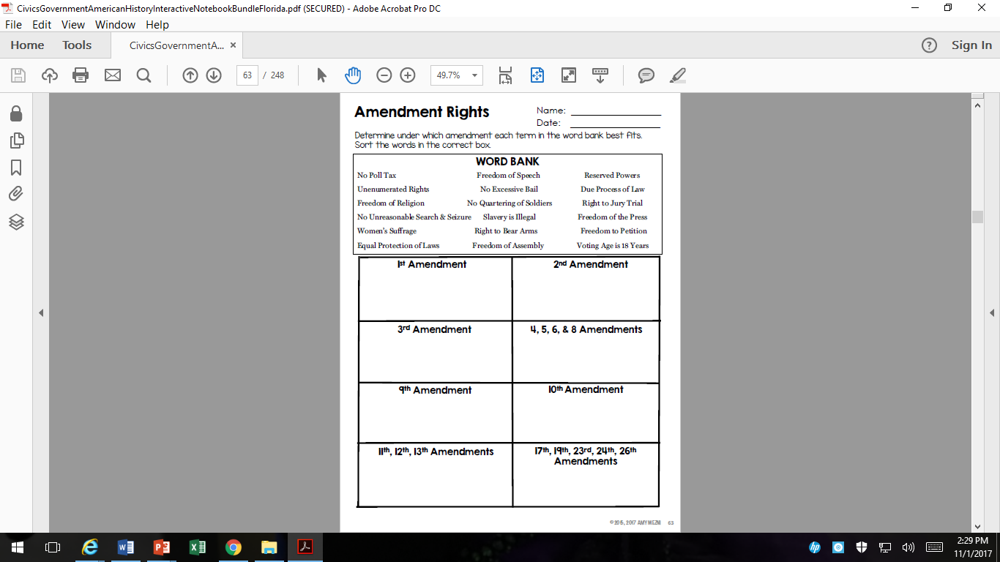 CivicsGovernmentAmericanHistoryInteractiveNotebookBundleFlorida.pdf (SECURED) - Adobe Acrobat Pro DC
File Edit View Window Help
Home Tools CivicsGovernmentA... × ? Sign In
63 / 248 49.7%
Amendment Rights
Name: ____________________
Date: ____________________
Determine under which amendment each term in the word bank best fits.
Sort the words in the correct box.
WORD BANK
No Poll Tax Freedom of Speech Reserved Powers
Unenumerated Rights No Excessive Bail Due Process of Law
Freedom of Religion No Quartering of Soldiers Right to Jury Trial
No Unreasonable Search & Seizure Slavery is Illegal Freedom of the Press
Women's Suffrage Right to Bear Arms Freedom to Petition
Equal Protection of Laws Freedom of Assembly Voting Age is 18 Years
1st Amendment 2nd Amendment
3rd Amendment 4, 5, 6, & 8 Amendments
9th Amendment 10th Amendment
11th, 12th, 13th Amendments 17th, 19th, 23rd, 24th, 26th
Amendments
©2015, 2017 AMY MEZNI 63
2:29 PM
11/1/2017